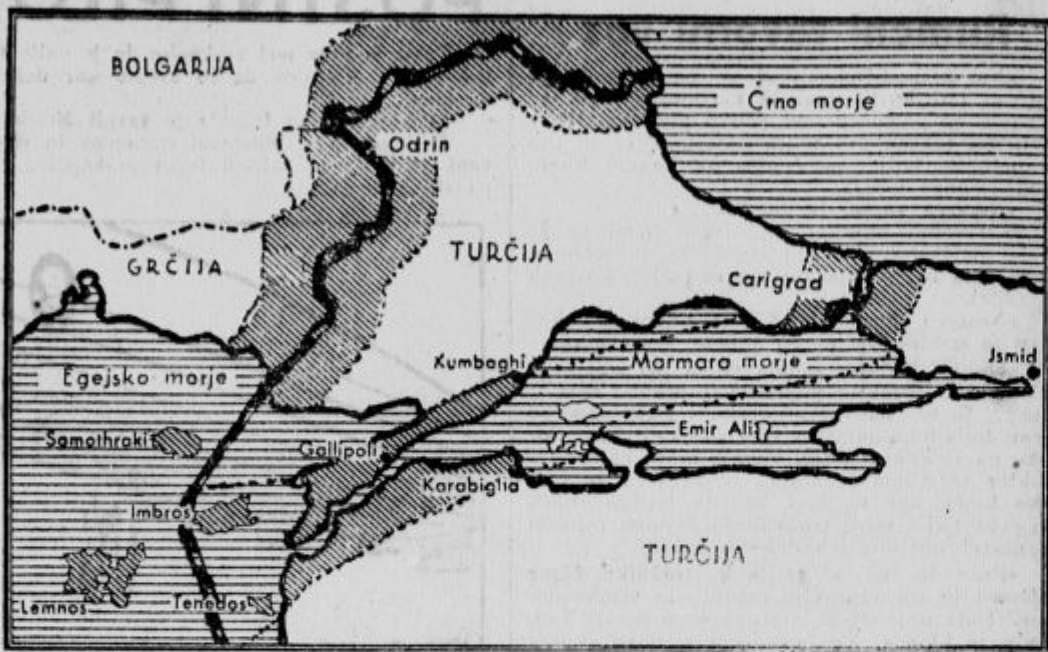 BOLGARIJA
Črno morje
Odrin
TURČIJA
GRČIJA
Carigrad
Kumbaghi
Marmara morje
Jsmid
Egejsko morje
Samothraki
Gallipoli
Emir Ali
Karabiglia
Imbros
TURČIJA
Lemnos
Tenedos